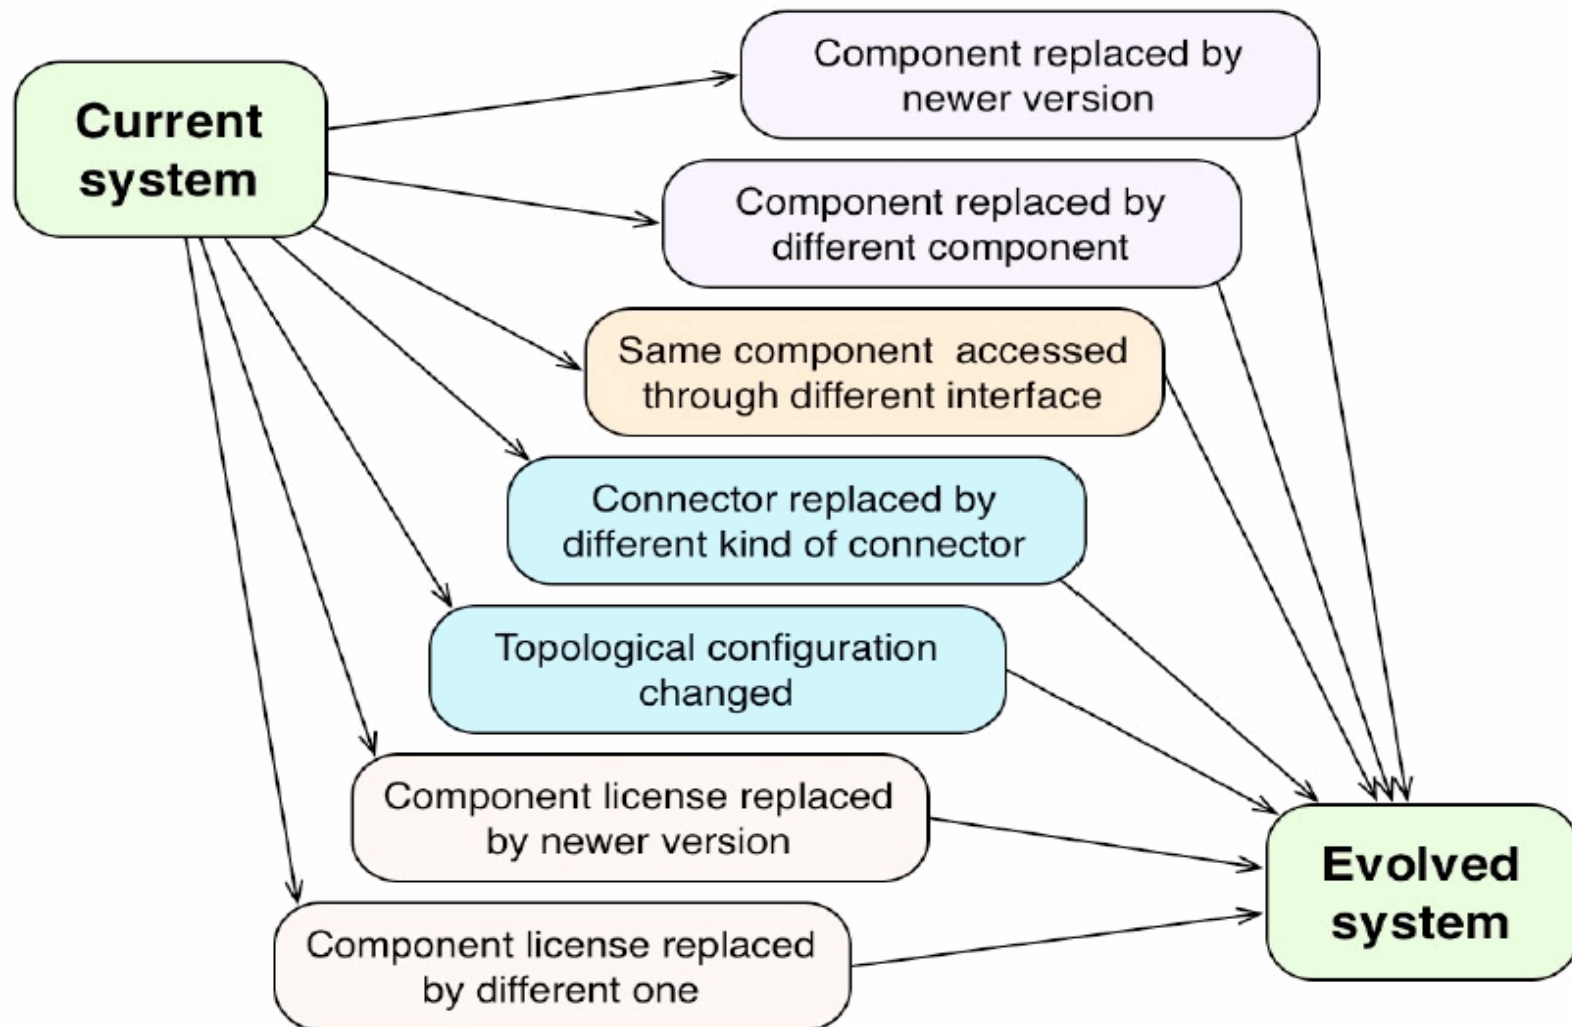 Current
system
Component replaced by
newer version
Component replaced by
different component
Same component  accessed
through different interface
Connector replaced by
different kind of connector
Topological configuration
changed
Component license replaced
by newer version
Component license replaced
by different one
Evolved
system